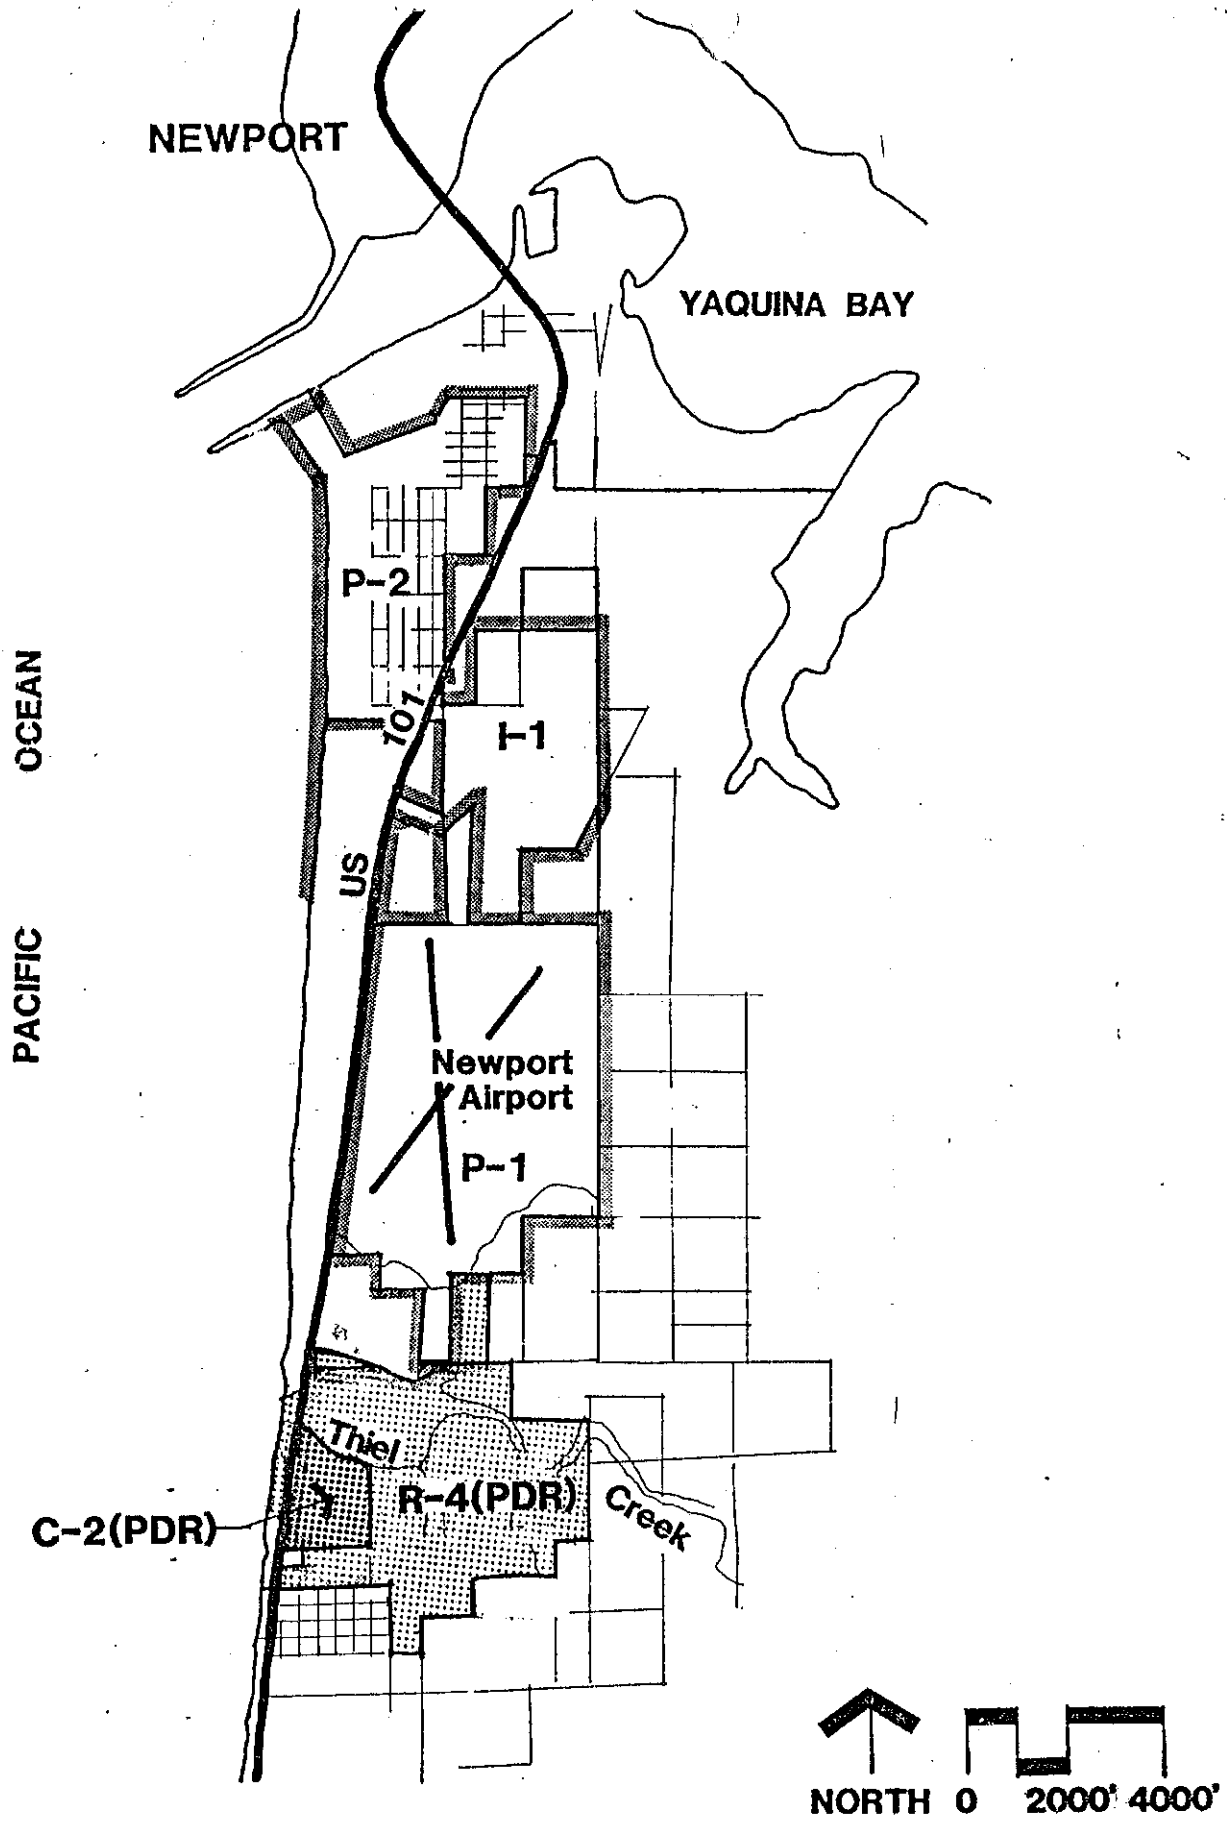 NEWPORT
YAQUINA BAY
P-2
OCEAN
101
I-1
US
PACIFIC
Newport
Airport
P-1
Thiel
R-4(PDR)
Creek
C-2(PDR)
NORTH 0 2000' 4000'